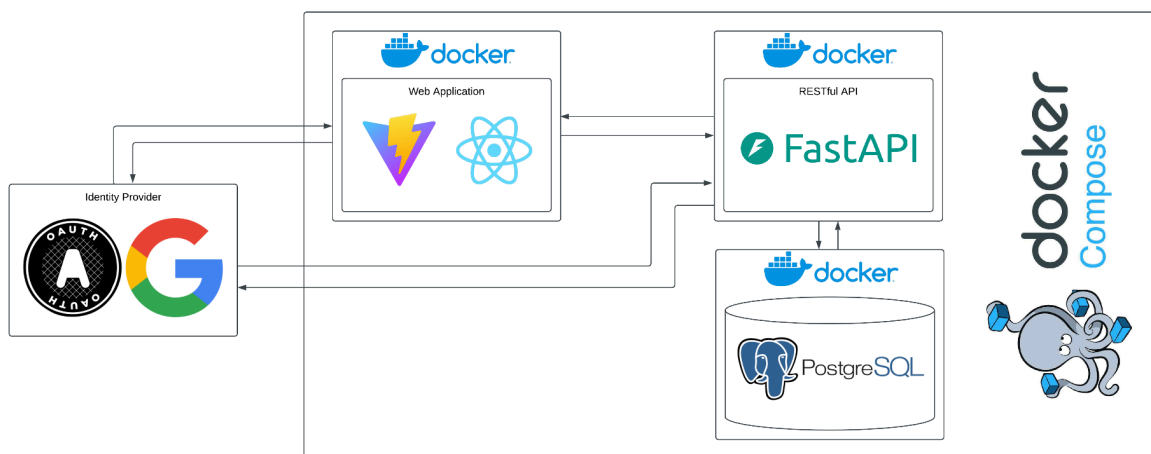 docker
Web Application
docker
RESTful API
FastAPI
Identity Provider
OAUTH
A
OAUTH
docker
PostgreSQL
docker
Compose